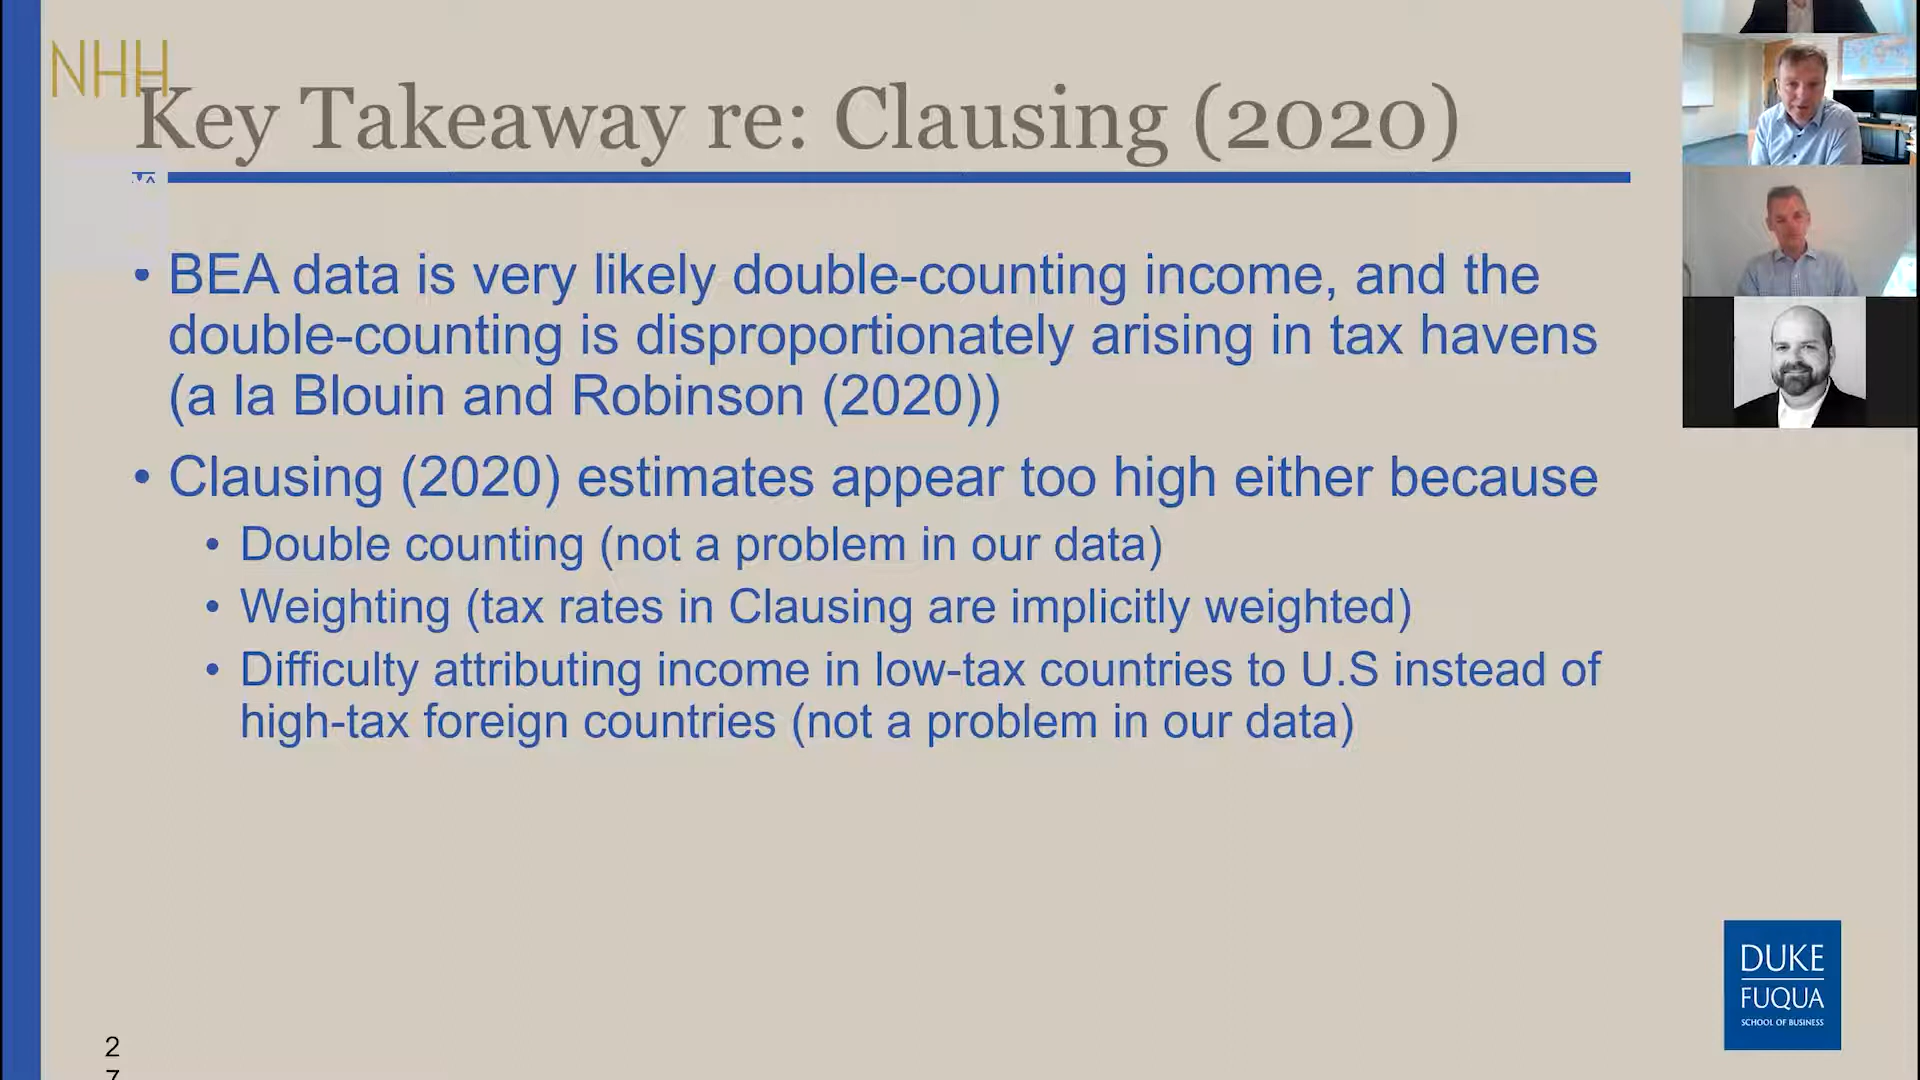 NHH
Key Takeaway re: Clausing (2020)
• BEA data is very likely double-counting income, and the
double-counting is disproportionately arising in tax havens
(a la Blouin and Robinson (2020))
• Clausing (2020) estimates appear too high either because
• Double counting (not a problem in our data)
• Weighting (tax rates in Clausing are implicitly weighted)
• Difficulty attributing income in low-tax countries to U.S instead of
high-tax foreign countries (not a problem in our data)
DUKE
FUQUA
SCHOOL OF BUSINESS
2
7